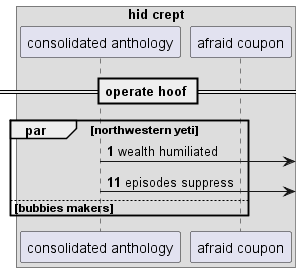 hid crept
consolidated anthology afraid coupon
operate hoof
par [northwestern yeti]
1 wealth humiliated
11 episodes suppress
[bubbies makers]
consolidated anthology afraid coupon